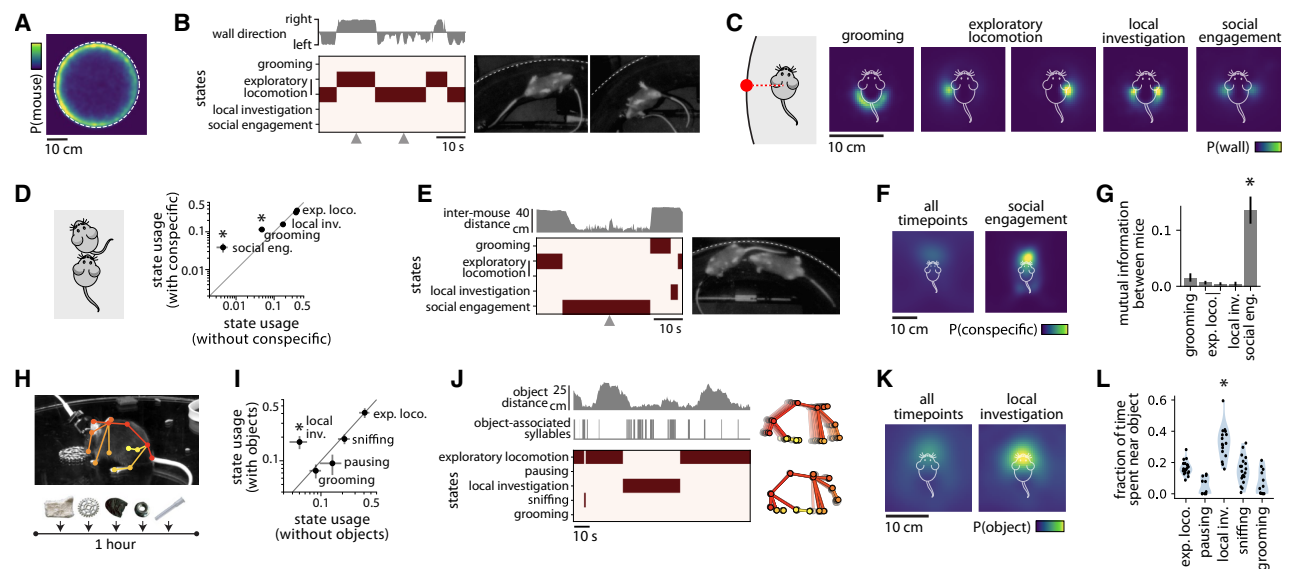 A
P(mouse)
10 cm
B
right
wall direction
left
states
grooming
exploratory
locomotion
local investigation
social engagement
10 s
C
grooming
exploratory
locomotion
local
investigation
social
engagement
10 cm
P(wall)
D
state usage
(with conspecific)
0.5
0.1
0.01
*
*
exp. loco.
local inv.
grooming
social eng.
0.01
0.1
0.5
state usage
(without conspecific)
E
inter-mouse
distance
40
cm
states
grooming
exploratory
locomotion
local investigation
social engagement
10 s
F
all
timepoints
social
engagement
10 cm
P(conspecific)
G
mutual information
between mice
0.1
0.0
*
grooming
exp. loco.
local inv.
social eng.
H
1 hour
I
state usage
(with objects)
0.5
0.1
*
local
inv.
exp. loco.
sniffing
pausing
grooming
0.1
0.5
state usage
(without objects)
J
object
distance
25
cm
object-associated
syllables
states
exploratory locomotion
pausing
local investigation
sniffing
grooming
10 s
K
all
timepoints
local
investigation
10 cm
P(object)
L
fraction of time
spent near object
0.6
0.4
0.2
0.0
*
exp. loco.
pausing
local inv.
sniffing
grooming